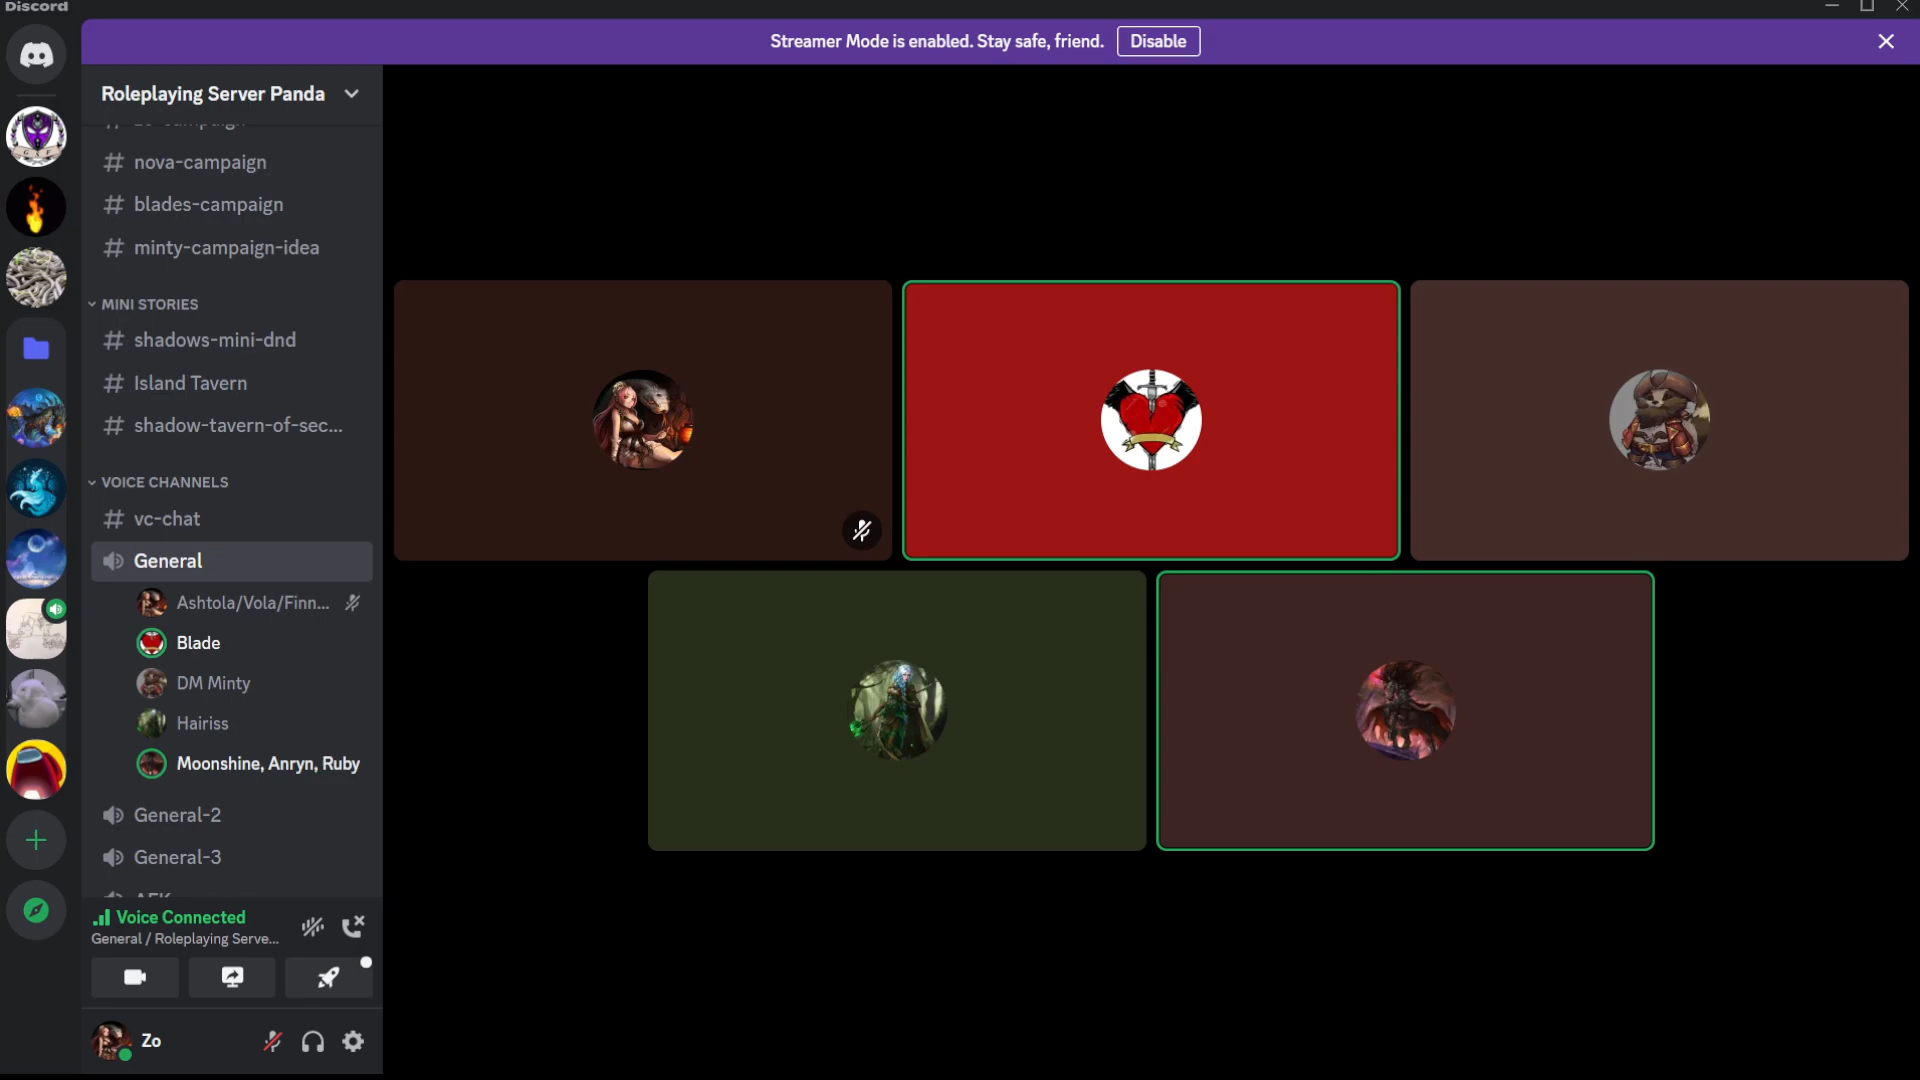 Discord
Streamer Mode is enabled. Stay safe, friend.
Disable
Roleplaying Server Panda
nova-campaign
blades-campaign
minty-campaign-idea
MINI STORIES
shadows-mini-dnd
Island Tavern
shadow-tavern-of-sec...
VOICE CHANNELS
vc-chat
General
Ashtola/Vola/Finn...
Blade
DM Minty
Hairiss
Moonshine, Anryn, Ruby
General-2
General-3
Voice Connected
General / Roleplaying Serve...
Zo